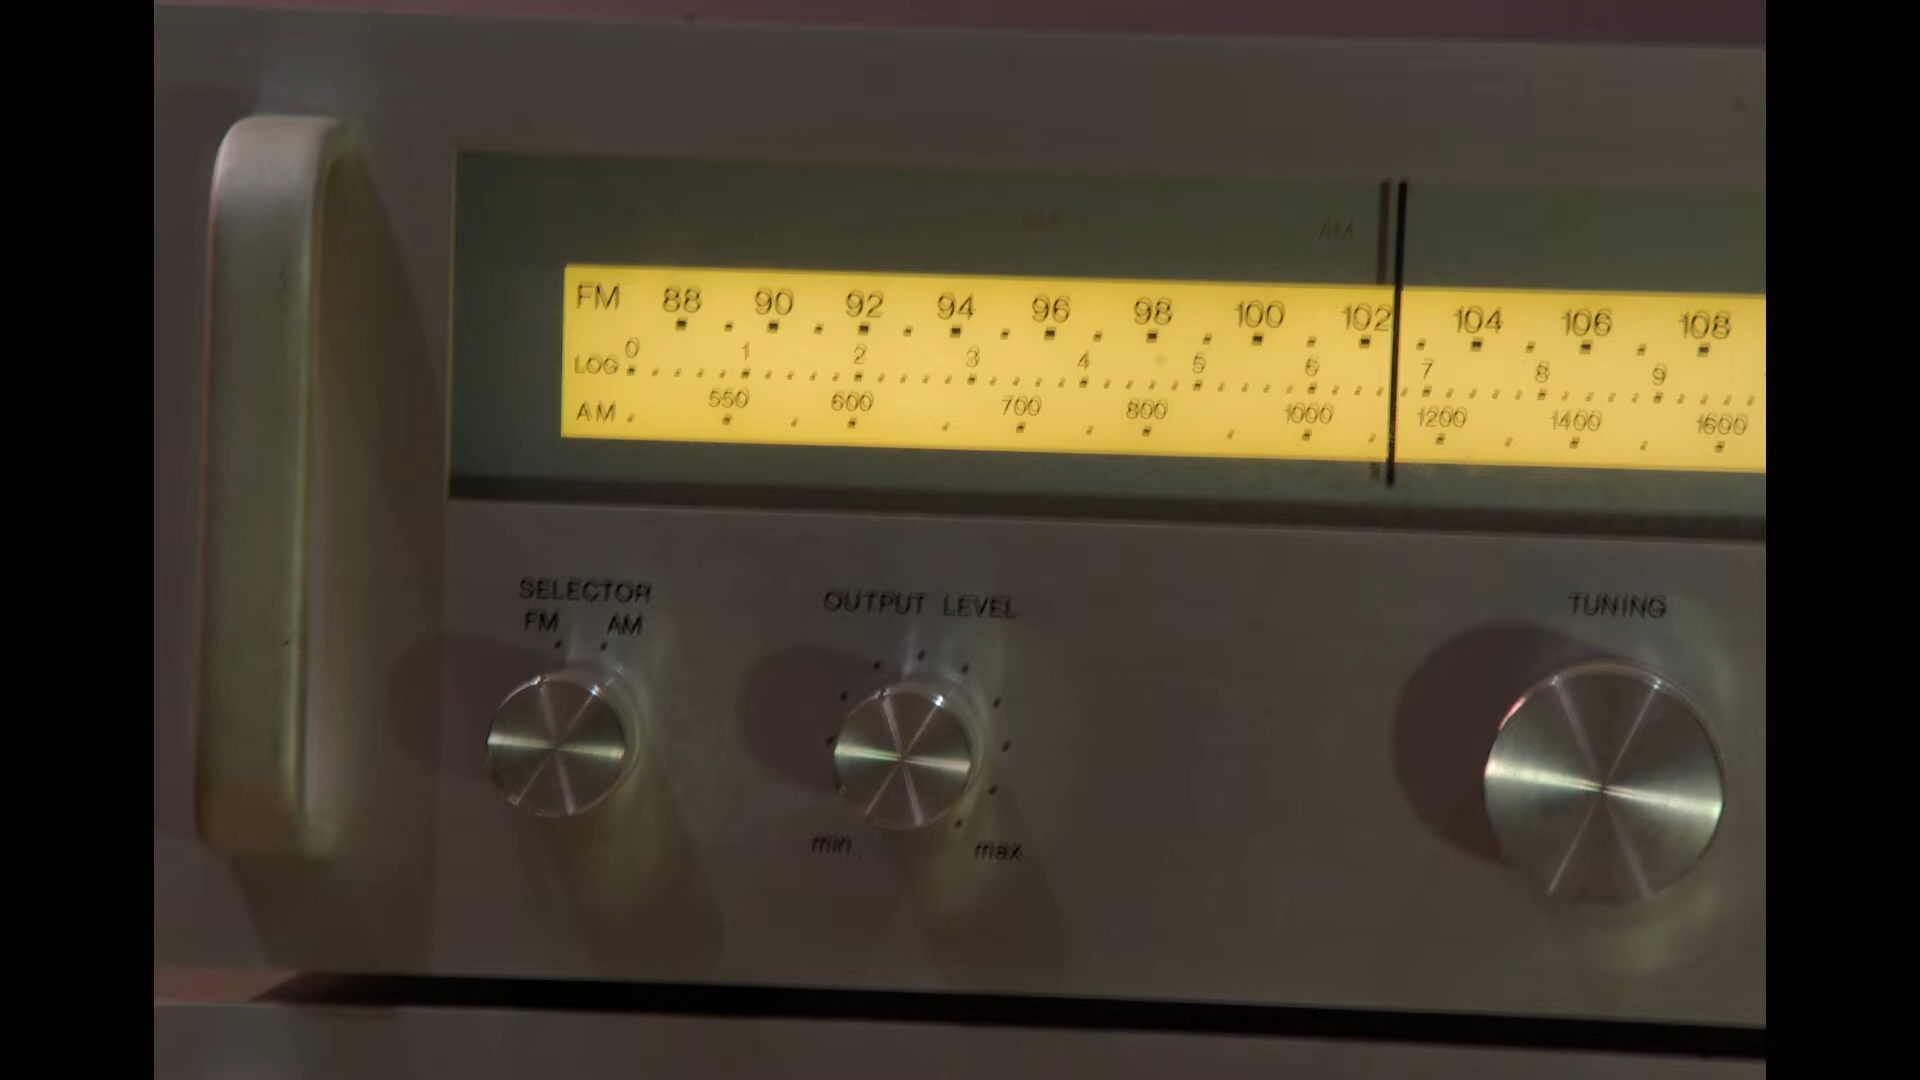 FM AM
FM 88 90 92 94 96 98 100 102 104 106 108
LOG 0 1 2 3 4 5 6 7 8 9
AM 550 600 700 800 1000 1200 1400 1600
SELECTOR
FM AM
OUTPUT LEVEL
min max
TUNING